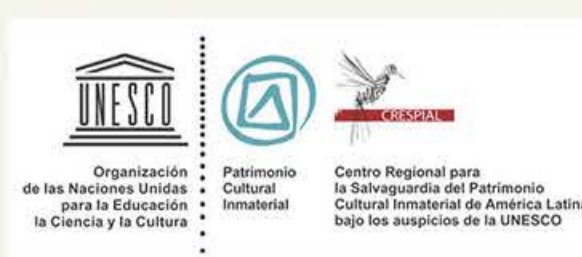 UNESCO
Organización
de las Naciones Unidas
para la Educación
la Ciencia y la Cultura
Patrimonio
Cultural
Inmaterial
CRESPIAL
Centro Regional para
la Salvaguardia del Patrimonio
Cultural Inmaterial de América Latina
bajo los auspicios de la UNESCO